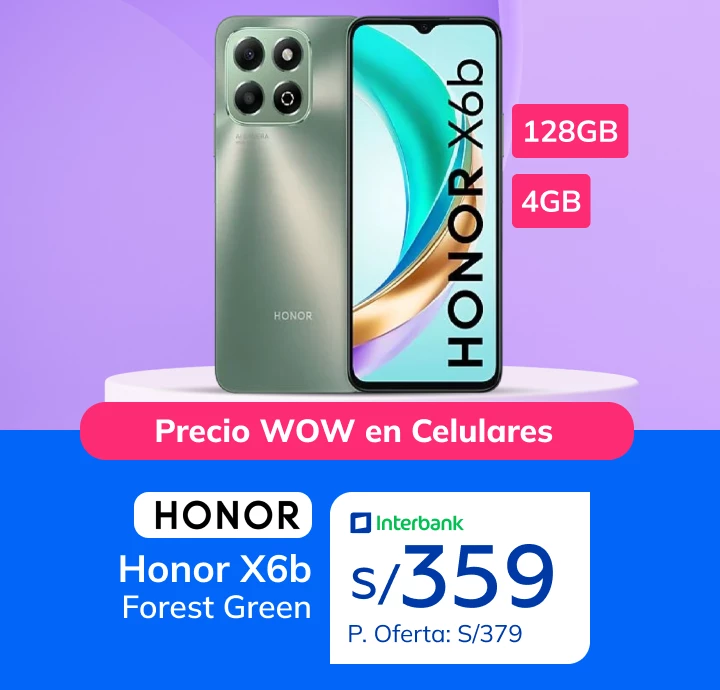 HONOR X6b
HONOR
128GB
4GB
Precio WOW en Celulares
HONOR
Honor X6b
Forest Green
Interbank
S/359
P. Oferta: S/379